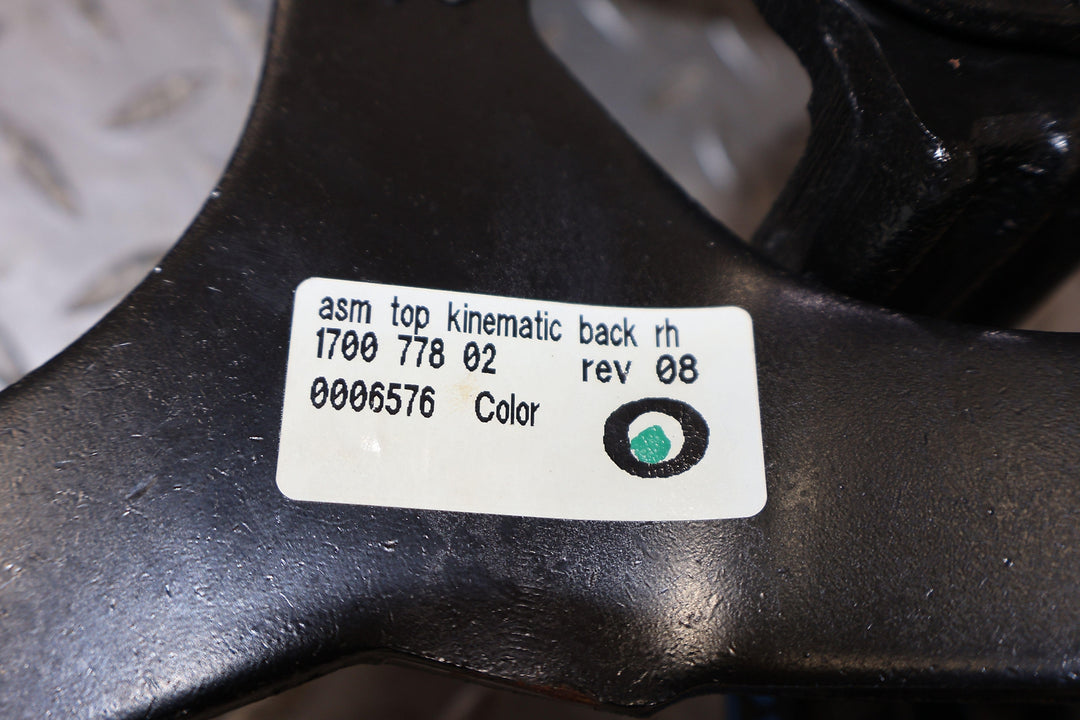 asm top kinematic back rh
1700 778 02 rev 08
0006576 Color